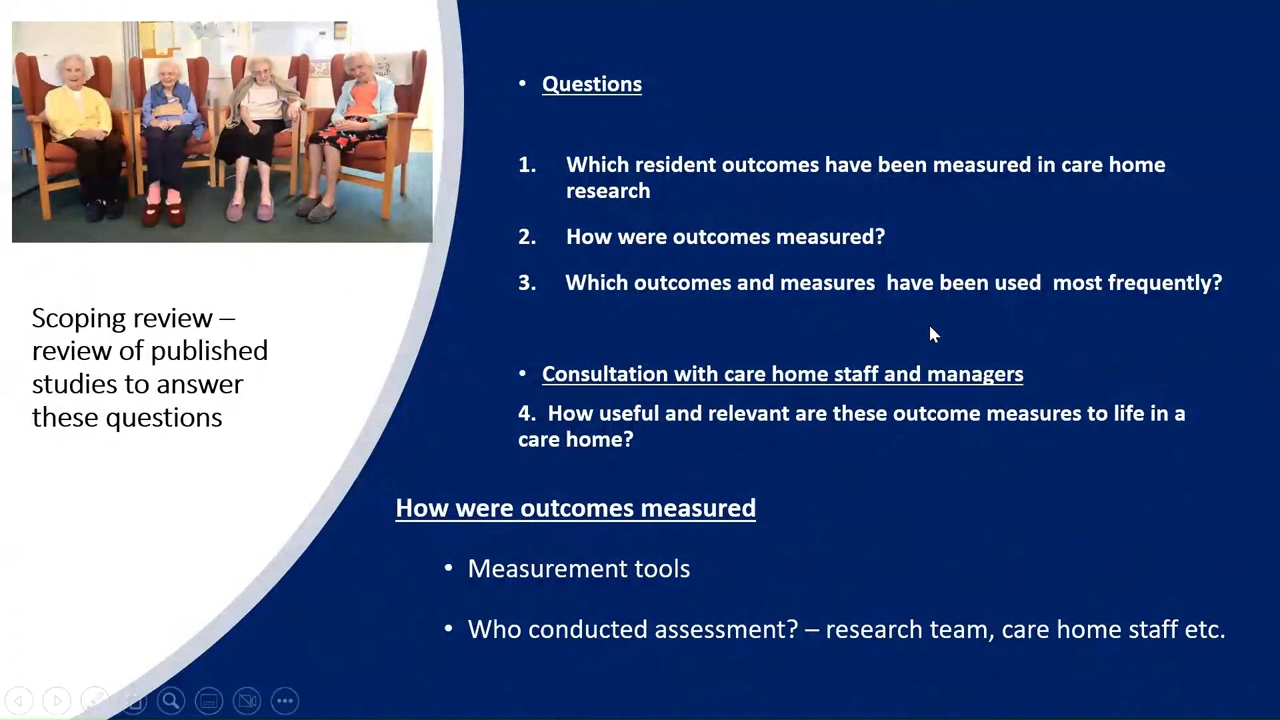 Scoping review –
review of published
studies to answer
these questions
• Questions
1. Which resident outcomes have been measured in care home
research
2. How were outcomes measured?
3. Which outcomes and measures have been used most frequently?
• Consultation with care home staff and managers
4. How useful and relevant are these outcome measures to life in a
care home?
How were outcomes measured
• Measurement tools
• Who conducted assessment? – research team, care home staff etc.